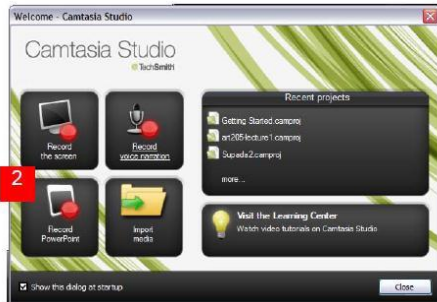 Welcome - Camtasia Studio
Camtasia Studio
TechSmith
Record
the screen
Record
voice narration
2
Record
PowerPoint
Import
media
Recent projects
Getting Started.camproj
art205-lecture1.camproj
Supada2.camproj
more...
Visit the Learning Center
Watch video tutorials on Camtasia Studio
Show this dialog at startup
Close